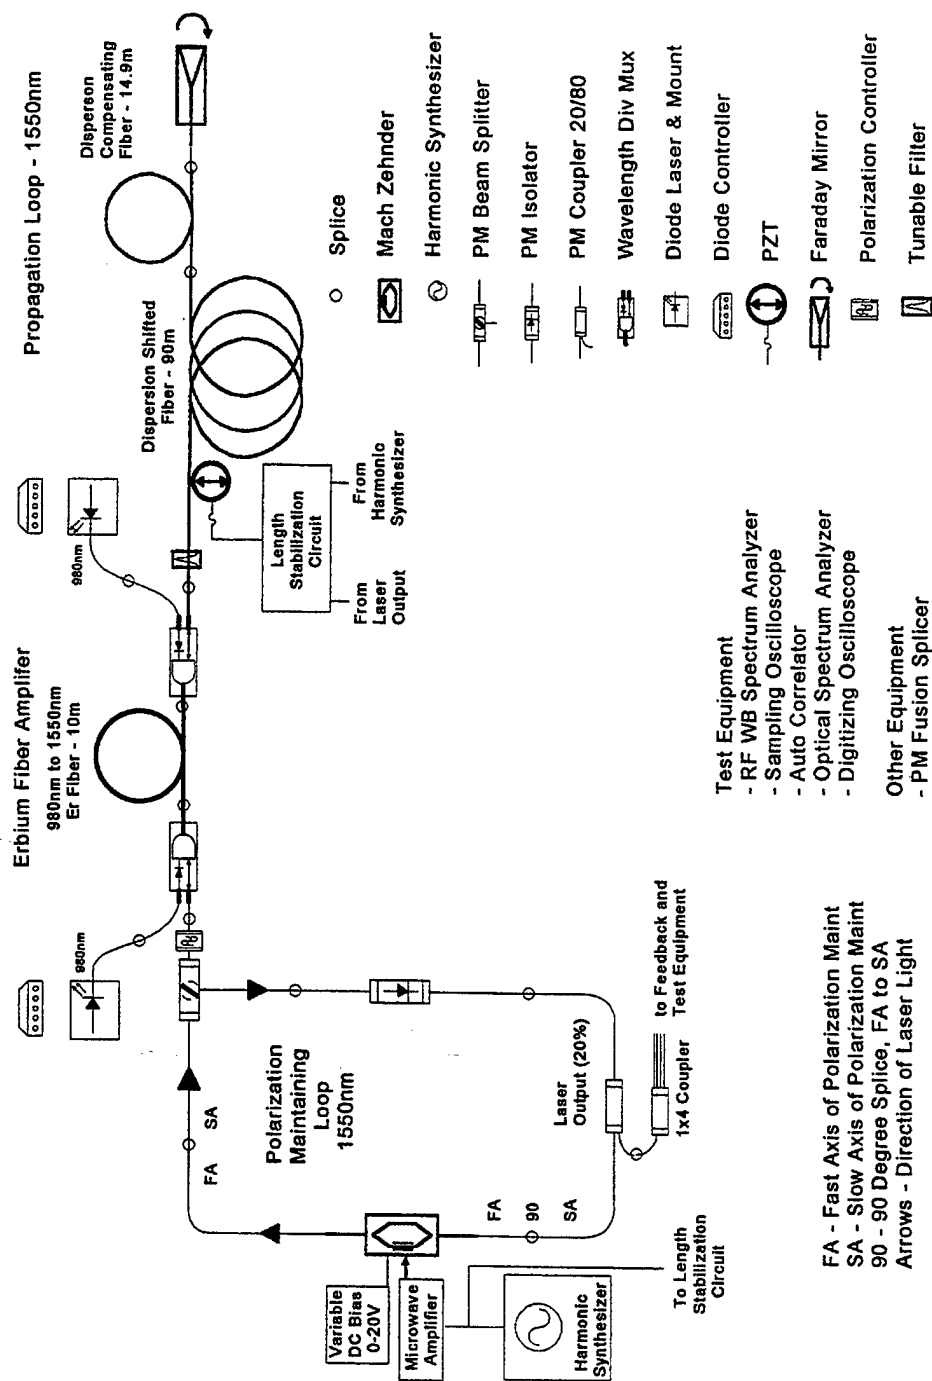 Propagation Loop - 1550nm
Disperson
Compensating
Fiber - 14.9m
Dispersion Shifted
Fiber - 90m
Erbium Fiber Amplifer
980nm to 1550nm
Er Fiber - 10m
980nm
980nm
Length
Stabilization
Circuit
From
Laser
Output
From
Harmonic
Synthesizer
Polarization
Maintaining
Loop
1550nm
FA
SA
FA
90
SA
Laser
Output (20%)
1x4 Coupler
to Feedback and
Test Equipment
Variable
DC Bias
0-20V
Microwave
Amplifier
Harmonic
Synthesizer
To Length
Stabilization
Circuit
Splice
Mach Zehnder
Harmonic Synthesizer
PM Beam Splitter
PM Isolator
PM Coupler 20/80
Wavelength Div Mux
Diode Laser & Mount
Diode Controller
PZT
Faraday Mirror
Polarization Controller
Tunable Filter
Test Equipment
- RF WB Spectrum Analyzer
- Sampling Oscilloscope
- Auto Correlator
- Optical Spectrum Analyzer
- Digitizing Oscilloscope
Other Equipment
- PM Fusion Splicer
FA - Fast Axis of Polarization Maint
SA - Slow Axis of Polarization Maint
90 - 90 Degree Splice, FA to SA
Arrows - Direction of Laser Light